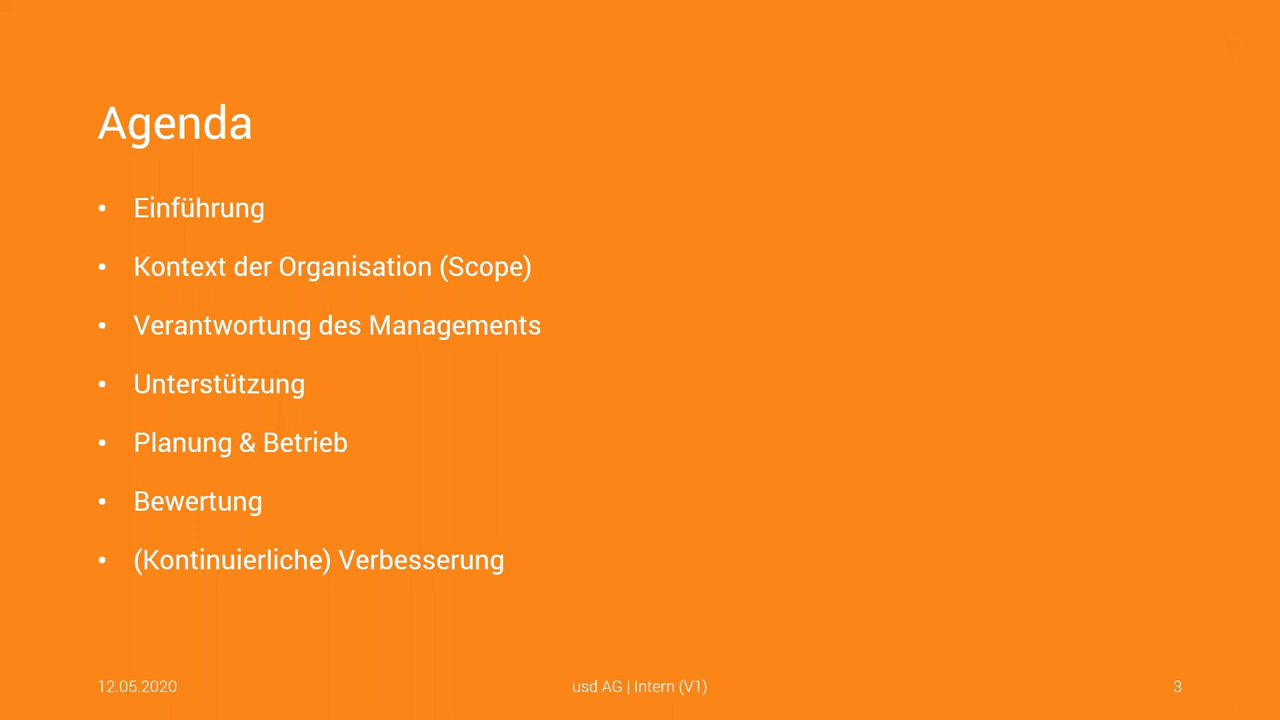 Agenda
• Einführung
• Kontext der Organisation (Scope)
• Verantwortung des Managements
• Unterstützung
• Planung & Betrieb
• Bewertung
• (Kontinuierliche) Verbesserung
12.05.2020 usd AG | Intern (V1) 3